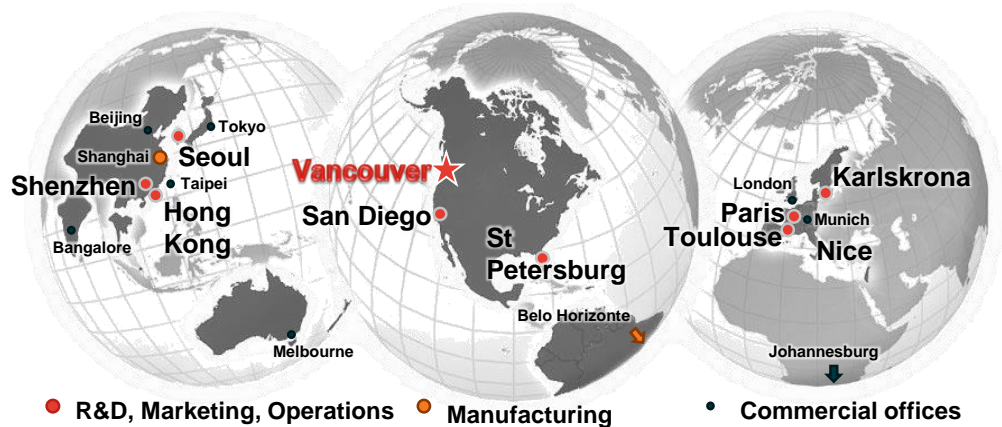 Beijing
Tokyo
Shanghai
Seoul
Shenzhen
Taipei
Hong
Kong
Bangalore
Melbourne
Vancouver
San Diego
St
Petersburg
Belo Horizonte
London
Karlskrona
Paris
Munich
Toulouse
Nice
Johannesburg
R&D, Marketing, Operations
Manufacturing
Commercial offices